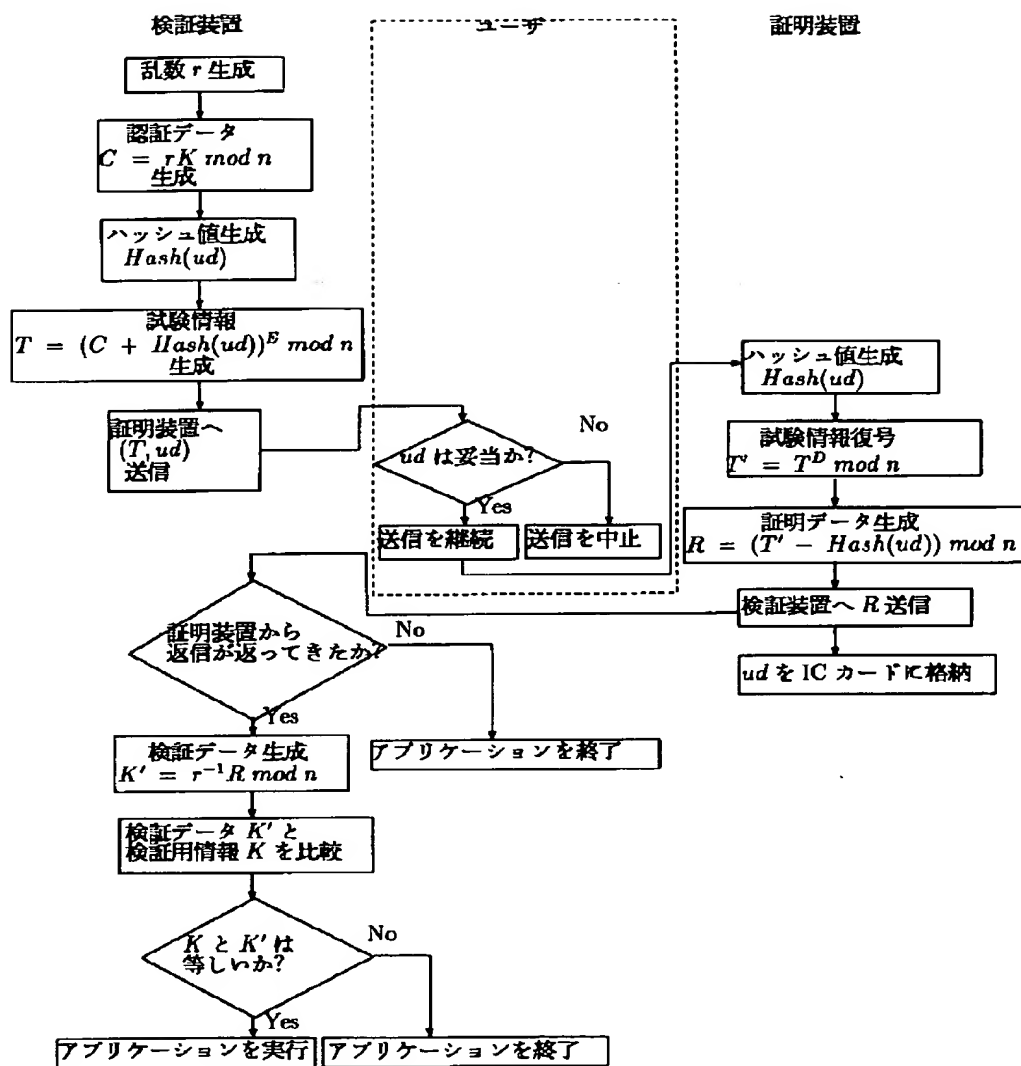 検証装置
ユーザ
証明装置
乱数 r 生成
認証データ
C = rK mod n
生成
ハッシュ値生成
Hash(ud)
試験情報
T = (C + Hash(ud))^E mod n
生成
証明装置へ
(T, ud)
送信
ud は妥当か?
No
Yes
送信を継続
送信を中止
ハッシュ値生成
Hash(ud)
試験情報復号
T' = T^D mod n
証明データ生成
R = (T' − Hash(ud)) mod n
検証装置へ R 送信
ud を IC カードに格納
証明装置から
返信が返ってきたか?
No
Yes
アプリケーションを終了
検証データ生成
K' = r^{-1}R mod n
検証データ K' と
検証用情報 K を比較
K と K' は
等しいか?
No
Yes
アプリケーションを実行
アプリケーションを終了